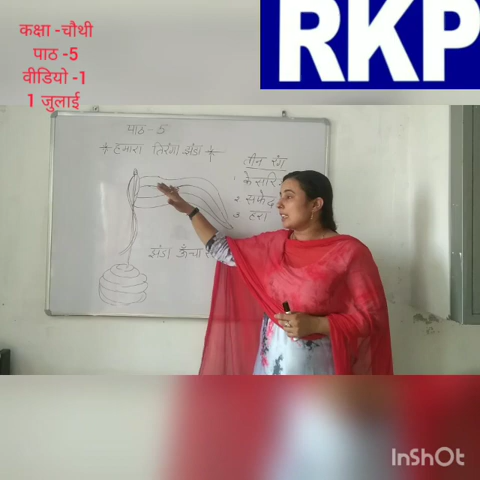 कक्षा -चौथी
पाठ -5
वीडियो -1
1 जुलाई
RKP
पाठ - 5
हमारा तिरंगा झंडा
तीन रंग
1 केसरि
2 सफेद
3 हरा
झंडा ऊँचा
InShOt